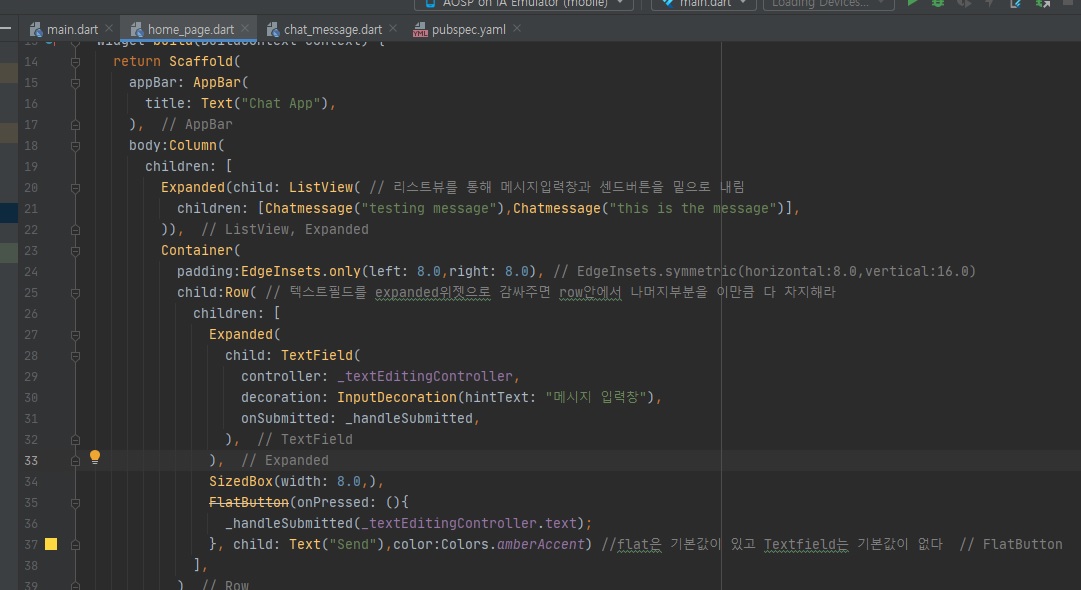 AOSP on IA Emulator (mobile) main.dart Loading Devices...
main.dart home_page.dart chat_message.dart pubspec.yaml
13 Widget build(BuildContext context) {
14 return Scaffold(
15 appBar: AppBar(
16 title: Text("Chat App"),
17 ), // AppBar
18 body:Column(
19 children: [
20 Expanded(child: ListView( // 리스트뷰를 통해 메시지입력창과 센드버튼을 밑으로 내림
21 children: [Chatmessage("testing message"),Chatmessage("this is the message")],
22 )), // ListView, Expanded
23 Container(
24 padding:EdgeInsets.only(left: 8.0,right: 8.0), // EdgeInsets.symmetric(horizontal:8.0,vertical:16.0)
25 child:Row( // 텍스트필드를 expanded위젯으로 감싸주면 row안에서 나머지부분을 이만큼 다 자지해라
26 children: [
27 Expanded(
28 child: TextField(
29 controller: _textEditingController,
30 decoration: InputDecoration(hintText: "메시지 입력창"),
31 onSubmitted: _handleSubmitted,
32 ), // TextField
33 ), // Expanded
34 SizedBox(width: 8.0,),
35 FlatButton(onPressed: (){
36 _handleSubmitted(_textEditingController.text);
37 }, child: Text("Send"),color:Colors.amberAccent) //flat은 기본값이 있고 Textfield는 기본값이 없다 // FlatButton
38 ],
39 ) // Row